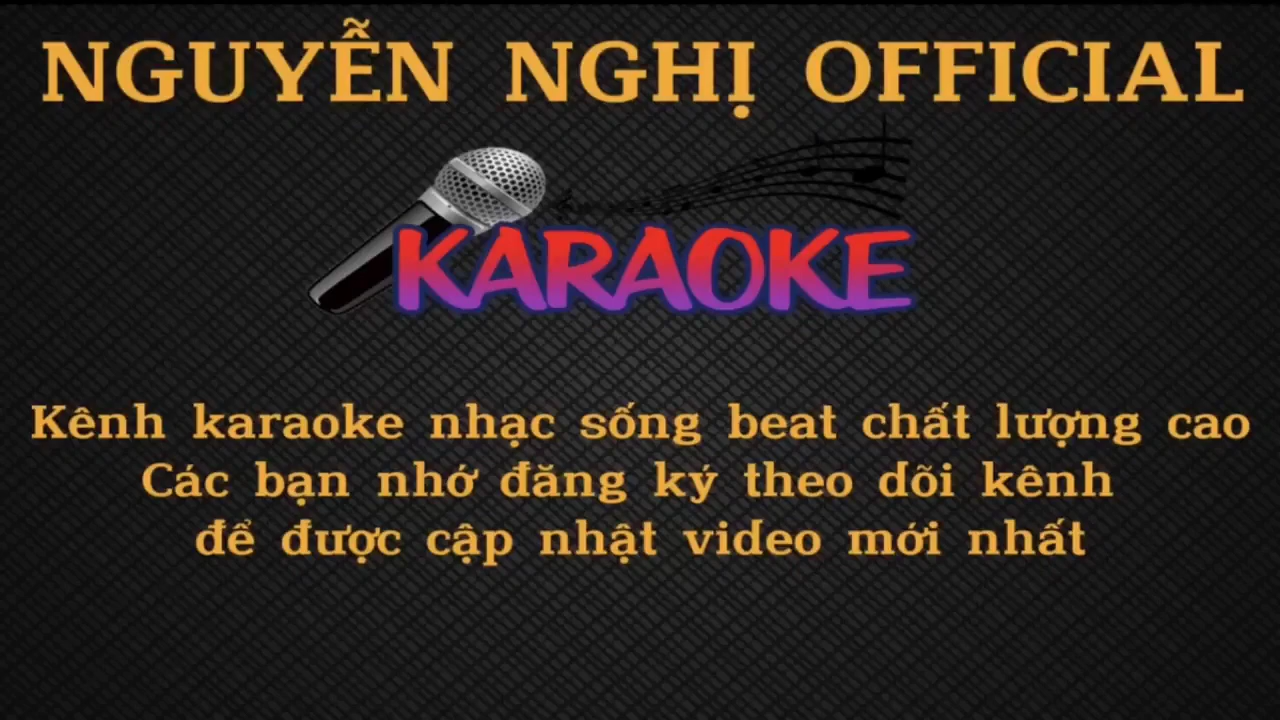 NGUYỄN NGHỊ OFFICIAL
KARAOKE
Kênh karaoke nhạc sống beat chất lượng cao
Các bạn nhớ đăng ký theo dõi kênh
để được cập nhật video mới nhất